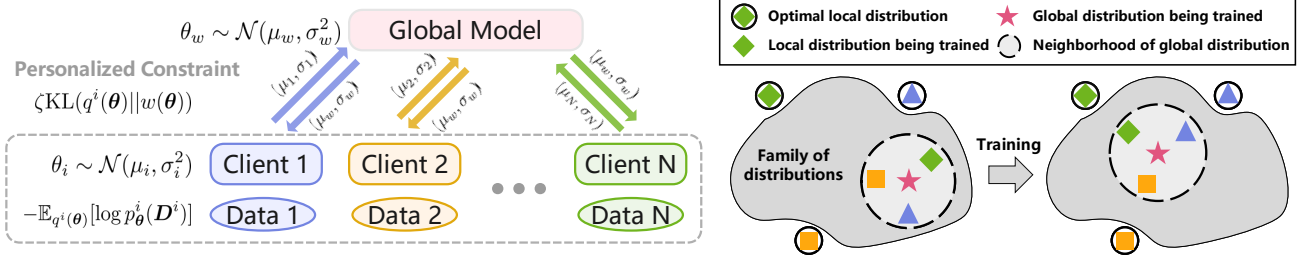 θ_w ∼ 𝒩(μ_w, σ_w^2)
Global Model
Personalized Constraint
ζKL(q^i(θ)||w(θ))
(μ_1, σ_1)
(μ_w, σ_w)
(μ_2, σ_2)
(μ_w, σ_w)
(μ_w, σ_w)
(μ_N, σ_N)
θ_i ∼ 𝒩(μ_i, σ_i^2)
Client 1
Client 2
Client N
−𝔼_{q^i(θ)}[log p_θ^i(D^i)]
Data 1
Data 2
Data N
Optimal local distribution
Global distribution being trained
Local distribution being trained
Neighborhood of global distribution
Family of
distributions
Training